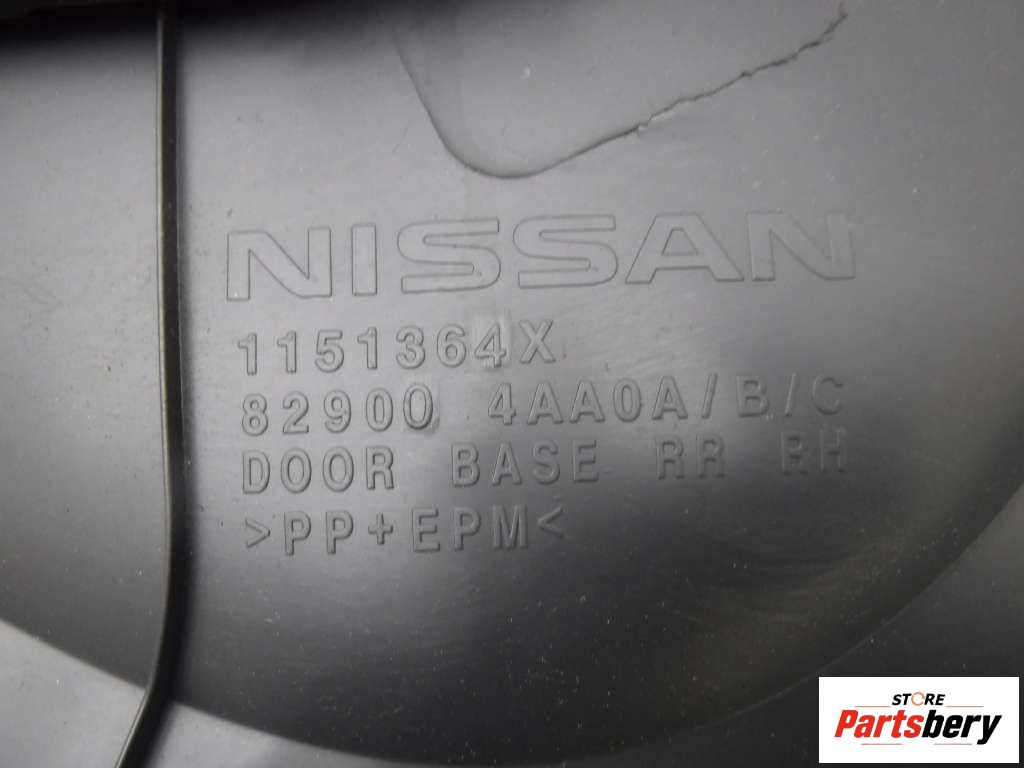 NISSAN
1151364X
82900 4AA0A/B/C
DOOR BASE RR RH
>PP+EPM<
STORE
Partsbery